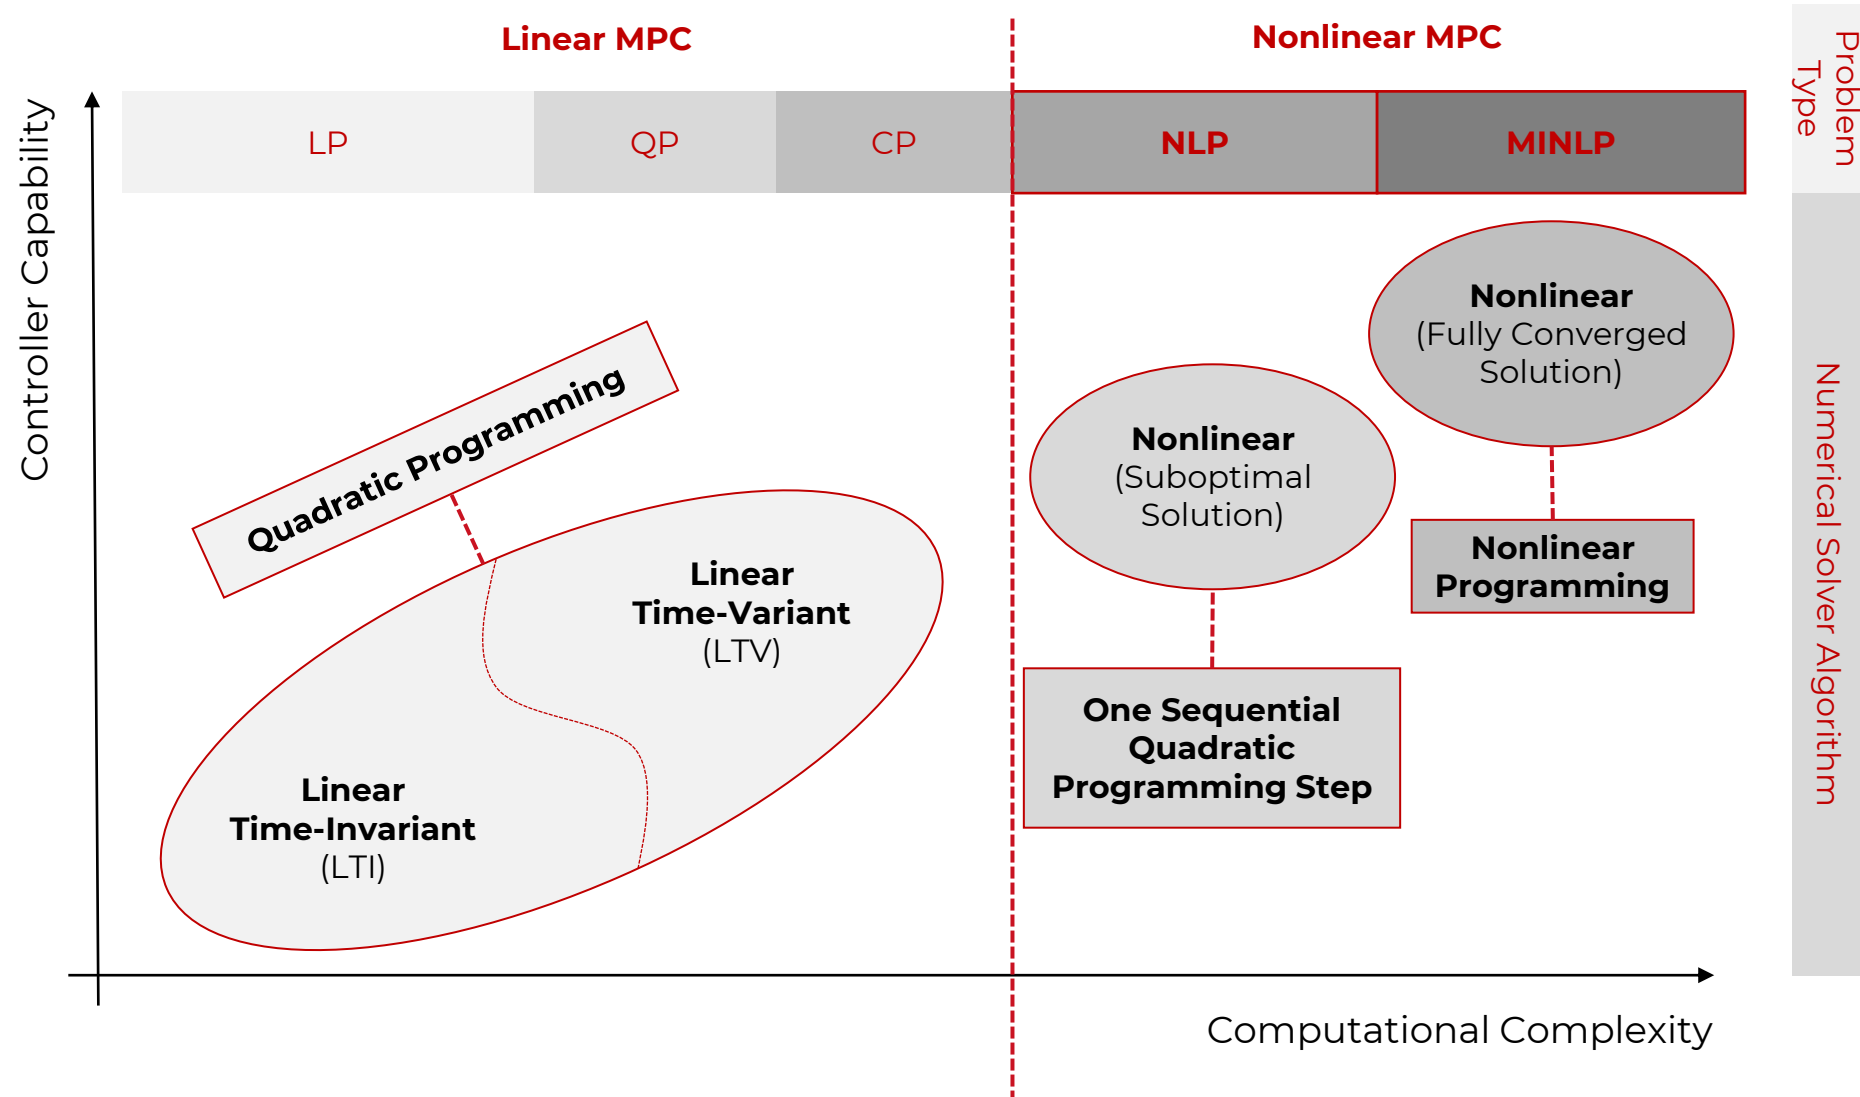 Linear MPC
Nonlinear MPC
Problem
Type
Controller Capability
LP
QP
CP
NLP
MINLP
Quadratic Programming
Linear
Time-Variant
(LTV)
Linear
Time-Invariant
(LTI)
Nonlinear
(Suboptimal
Solution)
One Sequential
Quadratic
Programming Step
Nonlinear
(Fully Converged
Solution)
Nonlinear
Programming
Numerical Solver Algorithm
Computational Complexity